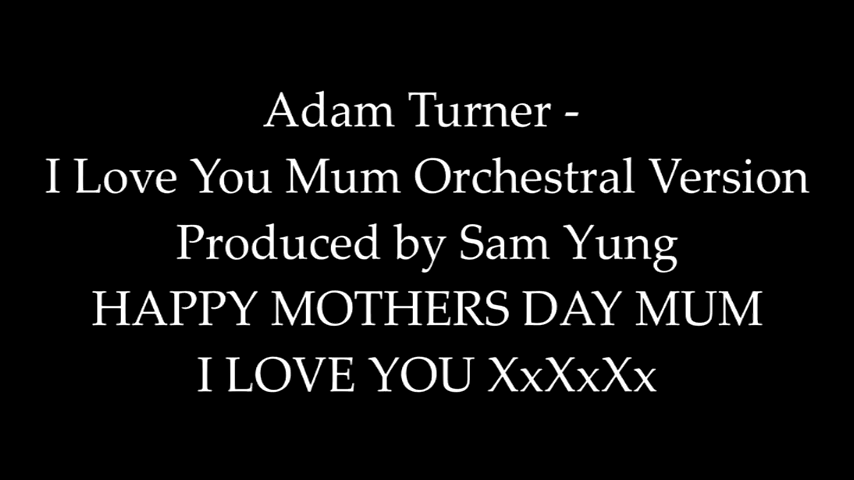 Adam Turner -
I Love You Mum Orchestral Version
Produced by Sam Yung
HAPPY MOTHERS DAY MUM
I LOVE YOU XxXxXx